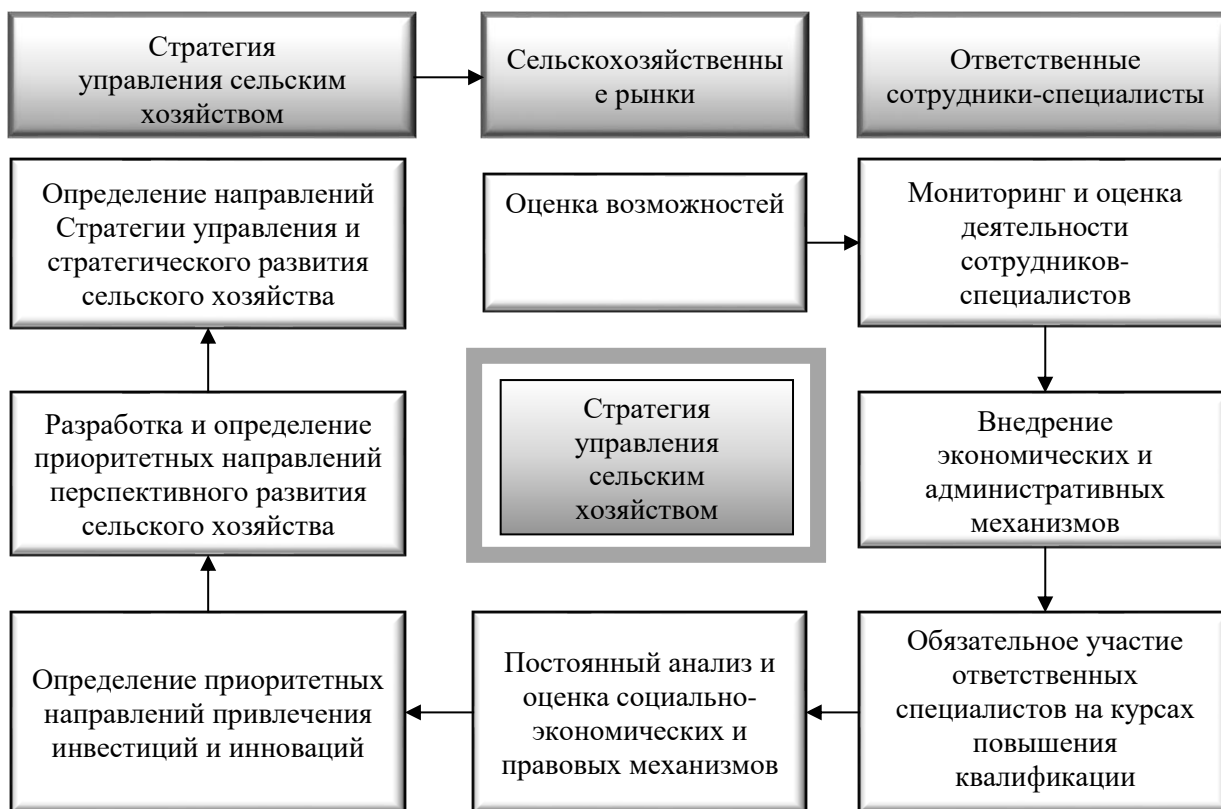 Стратегия
управления сельским
хозяйством
Сельскохозяйственны
е рынки
Ответственные
сотрудники-специалисты
Определение направлений
Стратегии управления и
стратегического развития
сельского хозяйства
Оценка возможностей
Мониторинг и оценка
деятельности
сотрудников-
специалистов
Разработка и определение
приоритетных направлений
перспективного развития
сельского хозяйства
Стратегия
управления
сельским
хозяйством
Внедрение
экономических и
административных
механизмов
Определение приоритетных
направлений привлечения
инвестиций и инноваций
Постоянный анализ и
оценка социально-
экономических и
правовых механизмов
Обязательное участие
ответственных
специалистов на курсах
повышения
квалификации